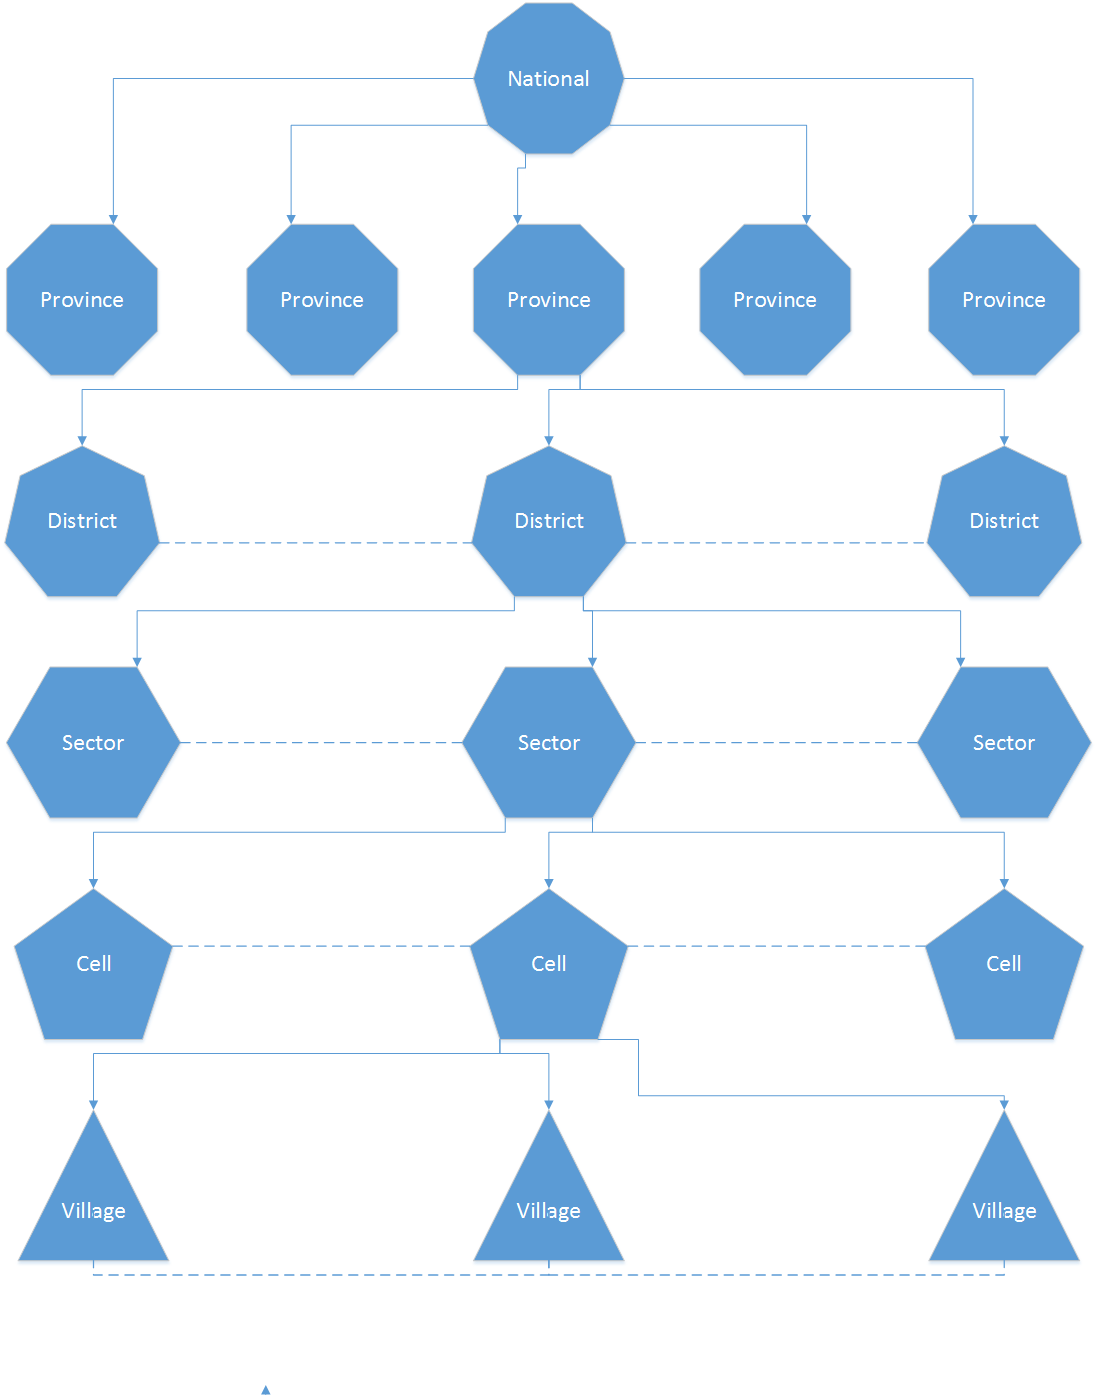 National
Province
Province
Province
Province
Province
District
District
District
Sector
Sector
Sector
Cell
Cell
Cell
Village
Village
Village